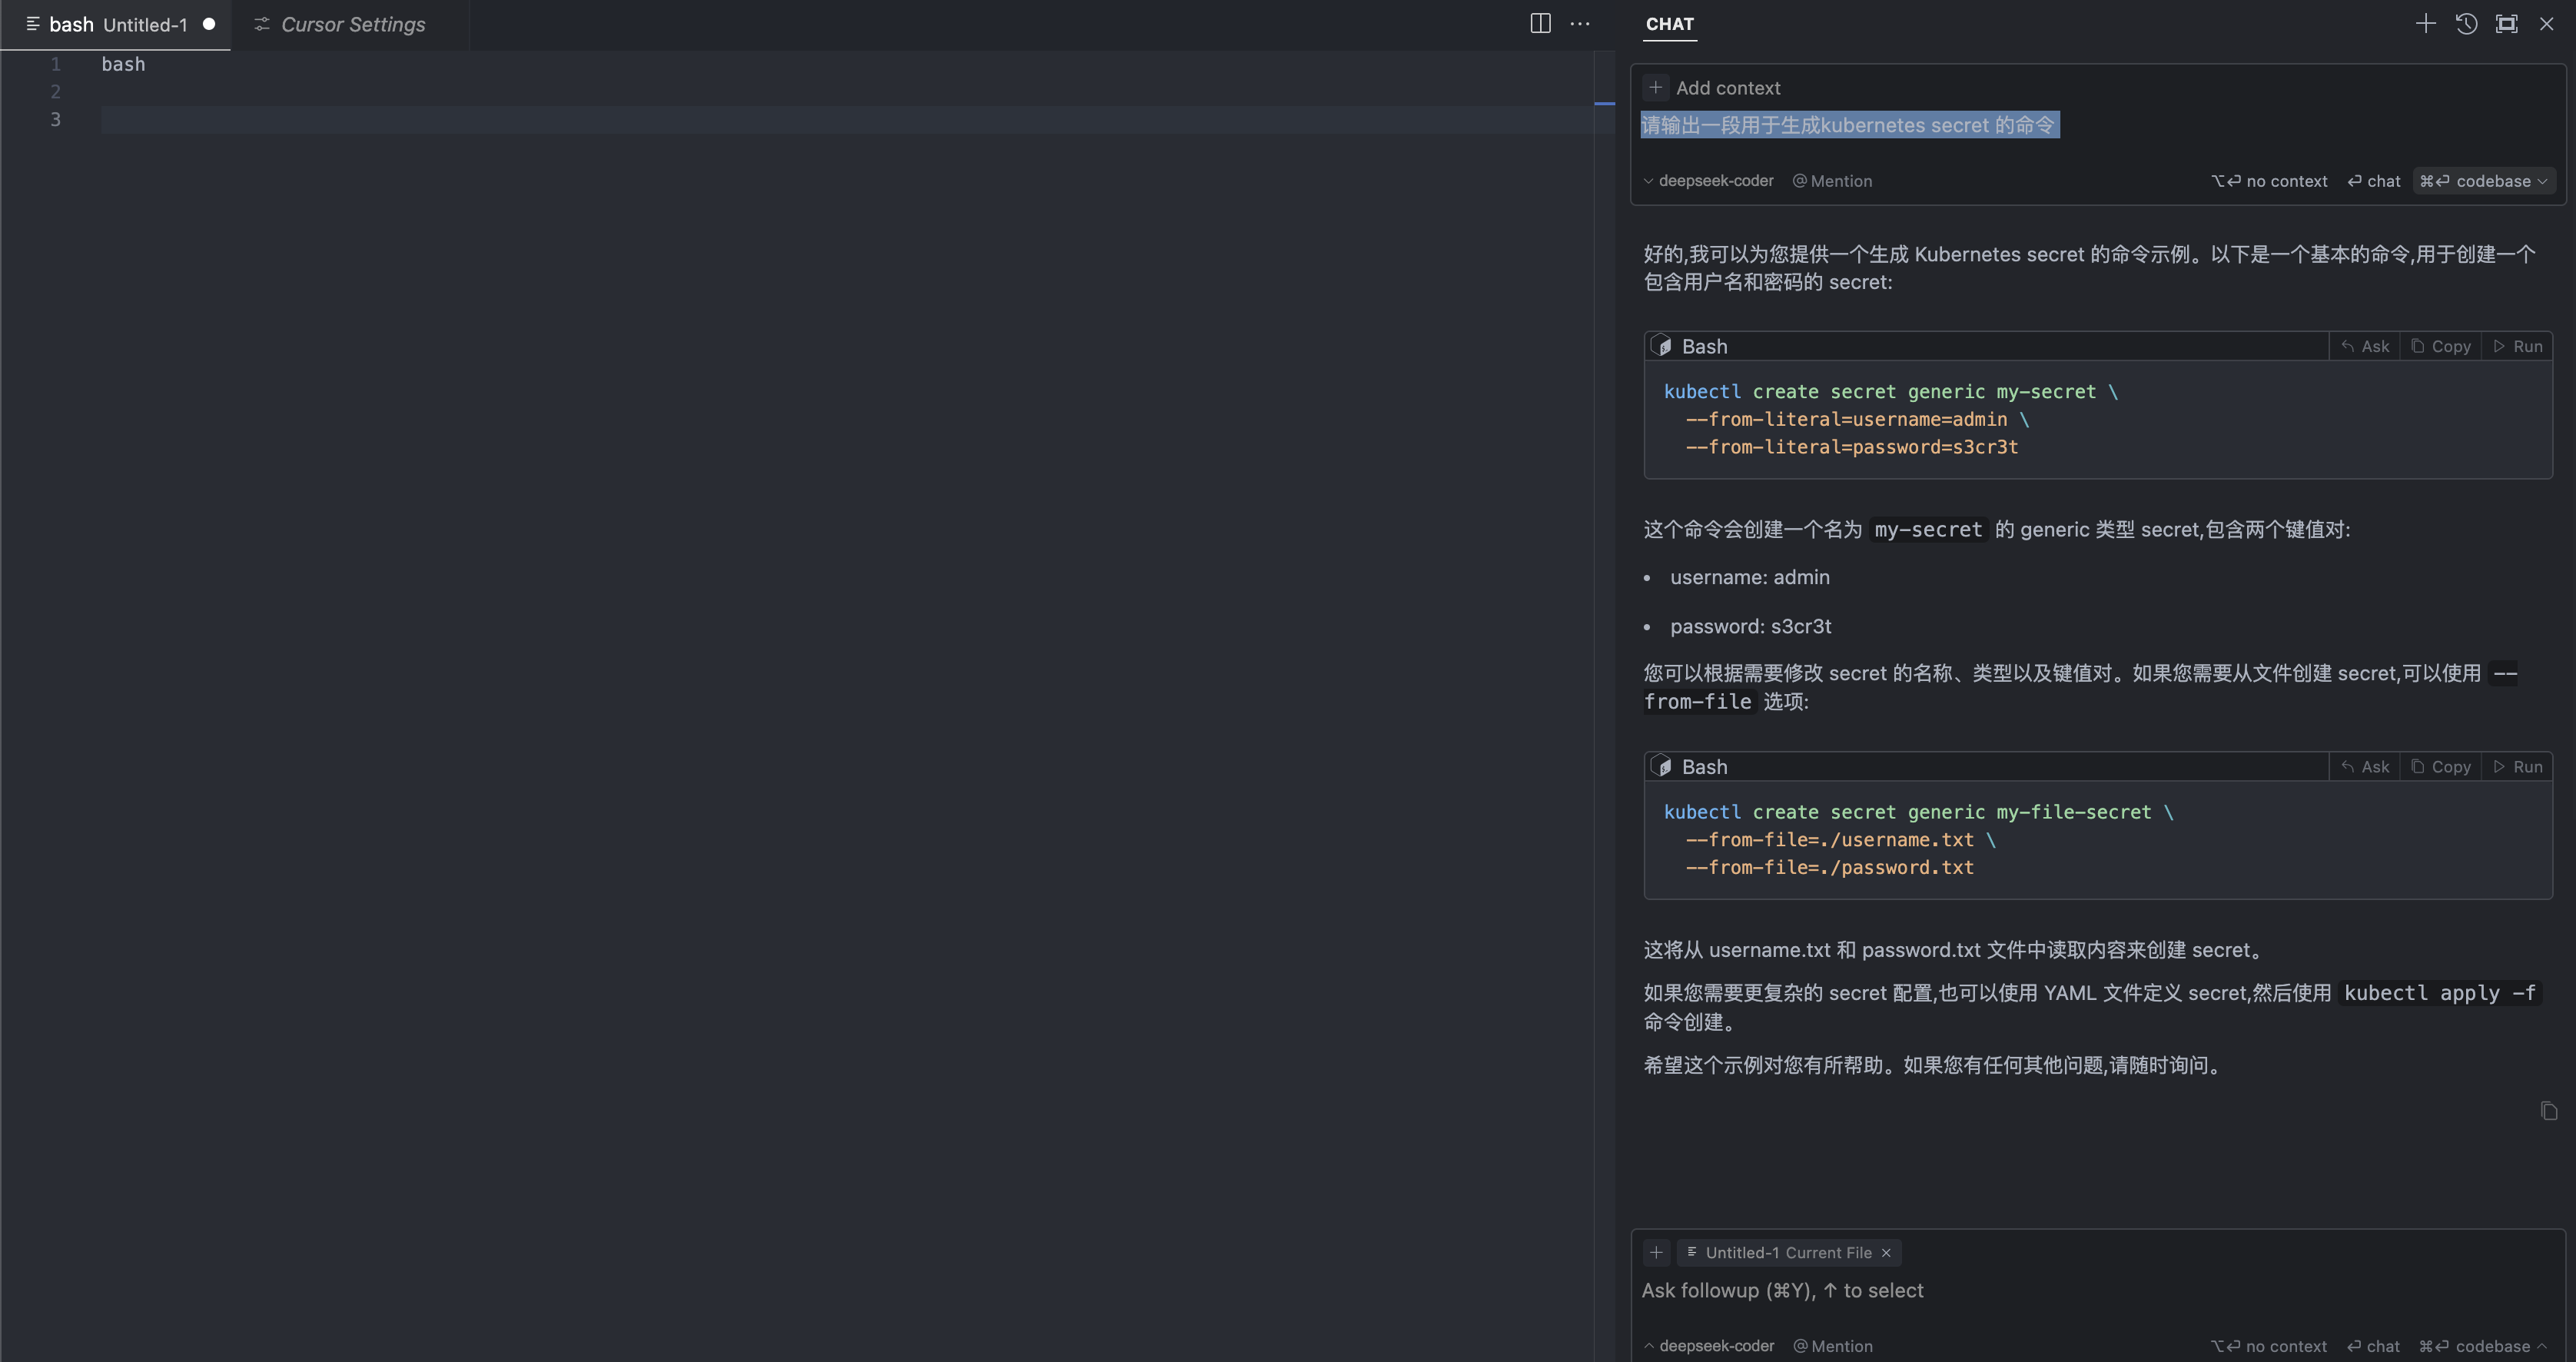 bash Untitled-1
Cursor Settings
1 bash
2
3
CHAT
Add context
请输出一段用于生成kubernetes secret 的命令
deepseek-coder @ Mention ⌥⏎ no context ⏎ chat ⌘⏎ codebase
好的,我可以为您提供一个生成 Kubernetes secret 的命令示例。以下是一个基本的命令,用于创建一个
包含用户名和密码的 secret:
Bash Ask Copy Run
kubectl create secret generic my-secret \
--from-literal=username=admin \
--from-literal=password=s3cr3t
这个命令会创建一个名为 my-secret 的 generic 类型 secret,包含两个键值对:
• username: admin
• password: s3cr3t
您可以根据需要修改 secret 的名称、类型以及键值对。如果您需要从文件创建 secret,可以使用 --
from-file 选项:
Bash Ask Copy Run
kubectl create secret generic my-file-secret \
--from-file=./username.txt \
--from-file=./password.txt
这将从 username.txt 和 password.txt 文件中读取内容来创建 secret。
如果您需要更复杂的 secret 配置,也可以使用 YAML 文件定义 secret,然后使用 kubectl apply -f
命令创建。
希望这个示例对您有所帮助。如果您有任何其他问题,请随时询问。
Untitled-1 Current File ×
Ask followup (⌘Y), ↑ to select
deepseek-coder @ Mention ⌥⏎ no context ⏎ chat ⌘⏎ codebase